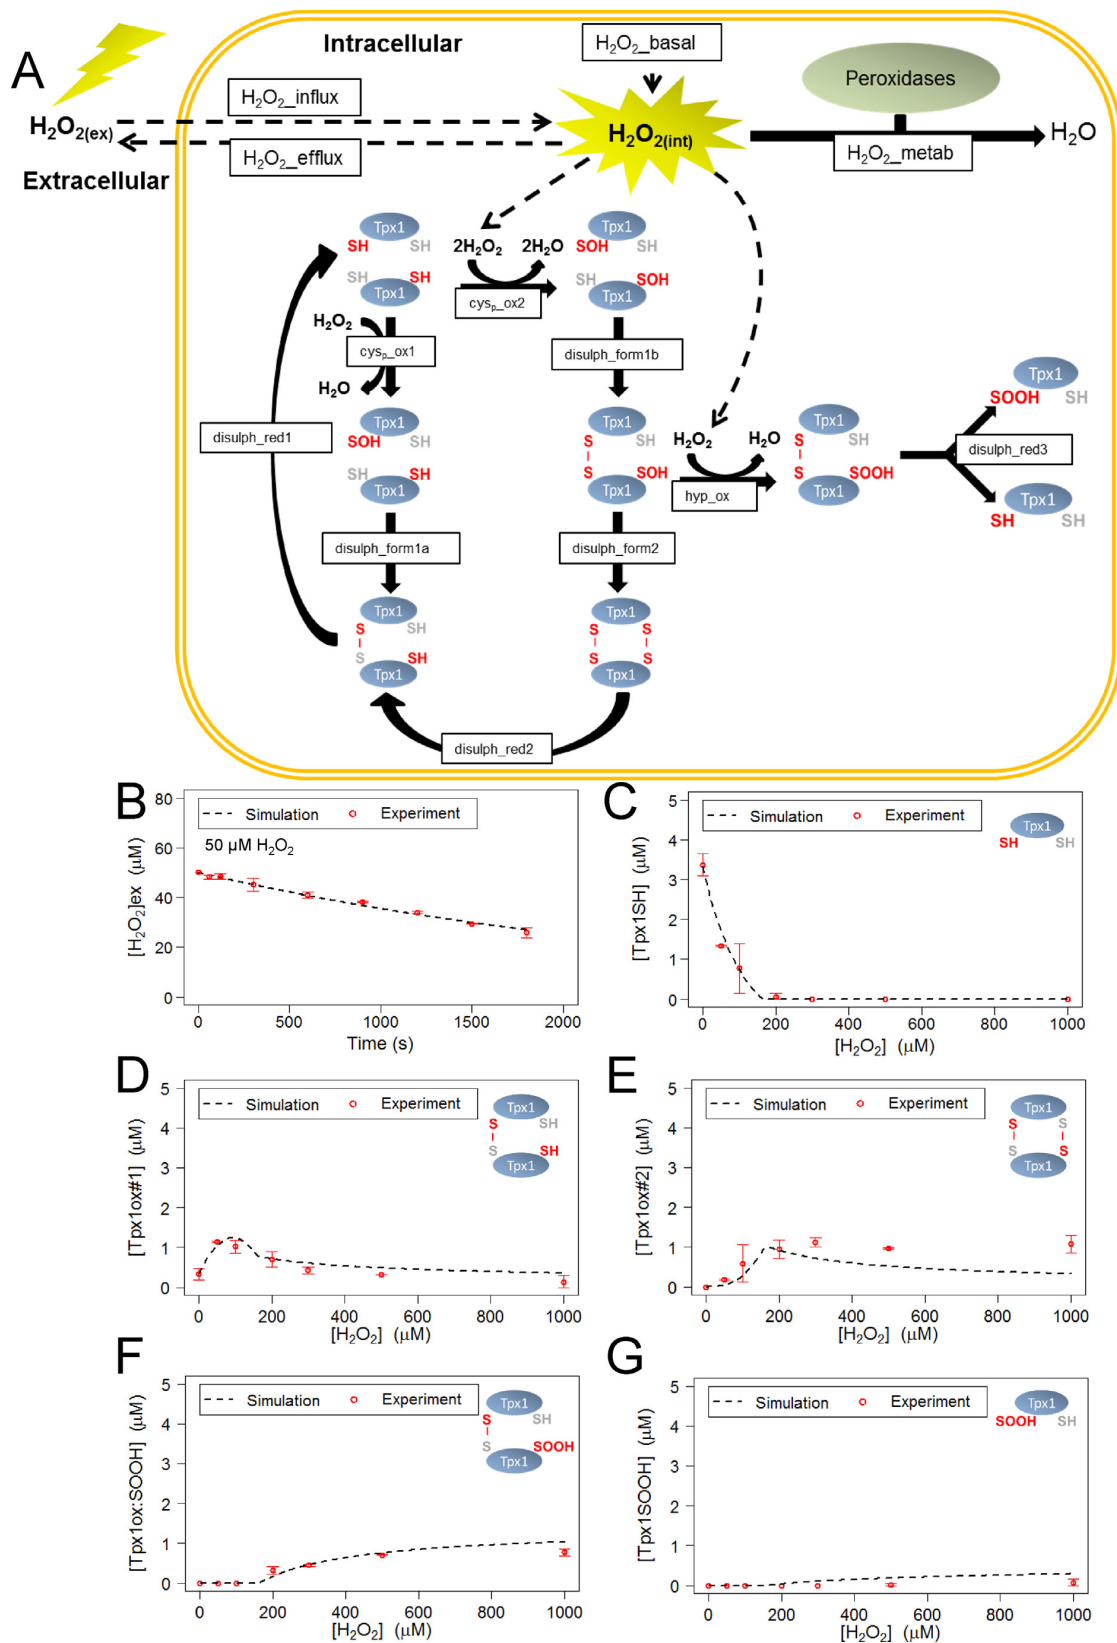 A
Intracellular
H₂O₂_basal
Peroxidases
H₂O₂_influx
H₂O₂(ex)
H₂O₂(int)
H₂O
H₂O₂_efflux
H₂O₂_metab
Extracellular
Tpx1
Tpx1
SH SH
2H₂O₂ 2H₂O
SOH SH
SH SH
SH SOH
Tpx1
Tpx1
cysₚ_ox2
H₂O₂
cysₚ_ox1
disulph_form1b
H₂O
Tpx1
SOOH SH
Tpx1
Tpx1
disulph_red1
SOH SH
S SH
H₂O₂ H₂O
Tpx1
S SH
disulph_red3
SH SH
S SOH
S SOOH
Tpx1
Tpx1
Tpx1
hyp_ox
Tpx1
SH SH
disulph_form1a
disulph_form2
Tpx1
Tpx1
S SH
S S
S SH
S S
Tpx1
Tpx1
disulph_red2
B
80
60
40
20
0
[H₂O₂]ex (μM)
Simulation Experiment
50 μM H₂O₂
0 500 1000 1500 2000
Time (s)
C
5
4
3
2
1
0
[Tpx1SH] (μM)
Simulation Experiment
Tpx1
SH SH
0 200 400 600 800 1000
[H₂O₂] (μM)
D
5
4
3
2
1
0
[Tpx1ox#1] (μM)
Simulation Experiment
Tpx1
S SH
S SH
Tpx1
0 200 400 600 800 1000
[H₂O₂] (μM)
E
5
4
3
2
1
0
[Tpx1ox#2] (μM)
Simulation Experiment
Tpx1
S S
S S
Tpx1
0 200 400 600 800 1000
[H₂O₂] (μM)
F
5
4
3
2
1
0
[Tpx1ox:SOOH] (μM)
Simulation Experiment
Tpx1
S SH
S SOOH
Tpx1
0 200 400 600 800 1000
[H₂O₂] (μM)
G
5
4
3
2
1
0
[Tpx1SOOH] (μM)
Simulation Experiment
Tpx1
SOOH SH
0 200 400 600 800 1000
[H₂O₂] (μM)